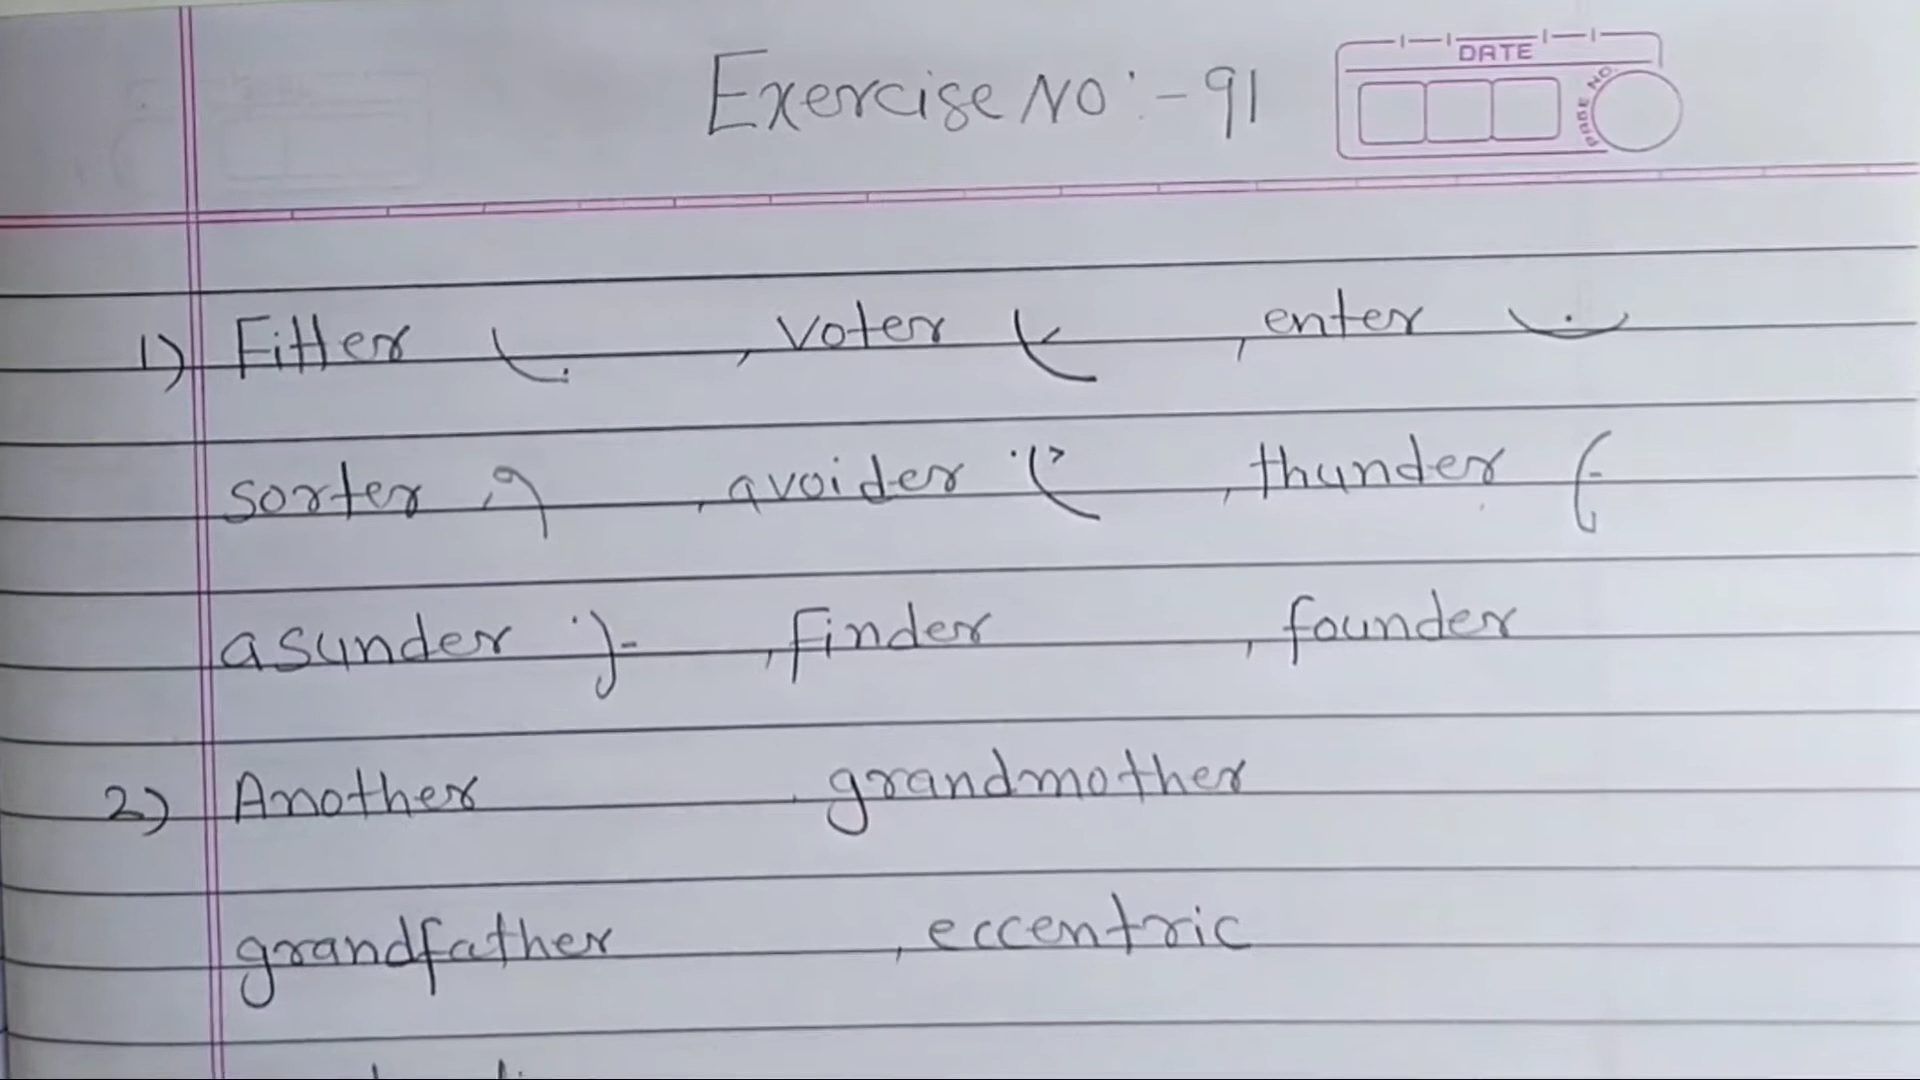 Exercise NO :- 91
DATE
PAGE NO.
1) Fitter , voter , enter
sorter , avoider , thunder
asunder , finder , founder
2) Another , grandmother
grandfather , eccentric